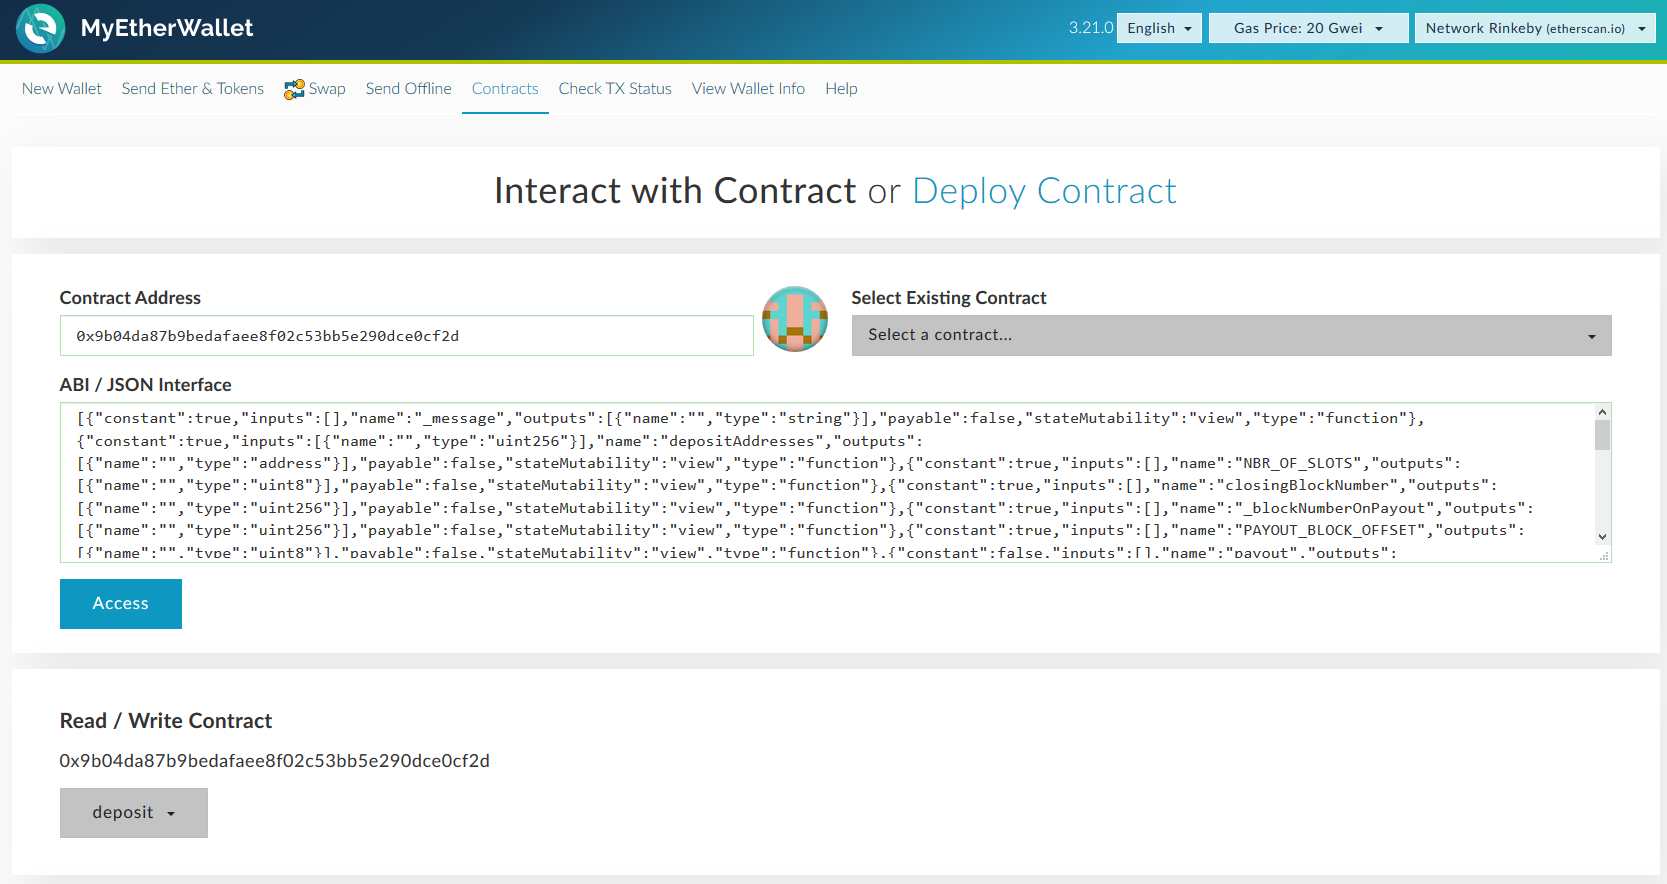 MyEtherWallet
3.21.0 English Gas Price: 20 Gwei Network Rinkeby (etherscan.io)
New Wallet Send Ether & Tokens Swap Send Offline Contracts Check TX Status View Wallet Info Help
Interact with Contract or Deploy Contract
Contract Address
0x9b04da87b9bedafaee8f02c53bb5e290dce0cf2d
Select Existing Contract
Select a contract...
ABI / JSON Interface
[{"constant":true,"inputs":[],"name":"_message","outputs":[{"name":"","type":"string"}],"payable":false,"stateMutability":"view","type":"function"},
{"constant":true,"inputs":[{"name":"","type":"uint256"}],"name":"depositAddresses","outputs":
[{"name":"","type":"address"}],"payable":false,"stateMutability":"view","type":"function"},{"constant":true,"inputs":[],"name":"NBR_OF_SLOTS","outputs":
[{"name":"","type":"uint8"}],"payable":false,"stateMutability":"view","type":"function"},{"constant":true,"inputs":[],"name":"closingBlockNumber","outputs":
[{"name":"","type":"uint256"}],"payable":false,"stateMutability":"view","type":"function"},{"constant":true,"inputs":[],"name":"_blockNumberOnPayout","outputs":
[{"name":"","type":"uint256"}],"payable":false,"stateMutability":"view","type":"function"},{"constant":true,"inputs":[],"name":"PAYOUT_BLOCK_OFFSET","outputs":
[{"name":"","type":"uint8"}],"payable":false,"stateMutability":"view","type":"function"},{"constant":false,"inputs":[],"name":"payout","outputs":
Access
Read / Write Contract
0x9b04da87b9bedafaee8f02c53bb5e290dce0cf2d
deposit